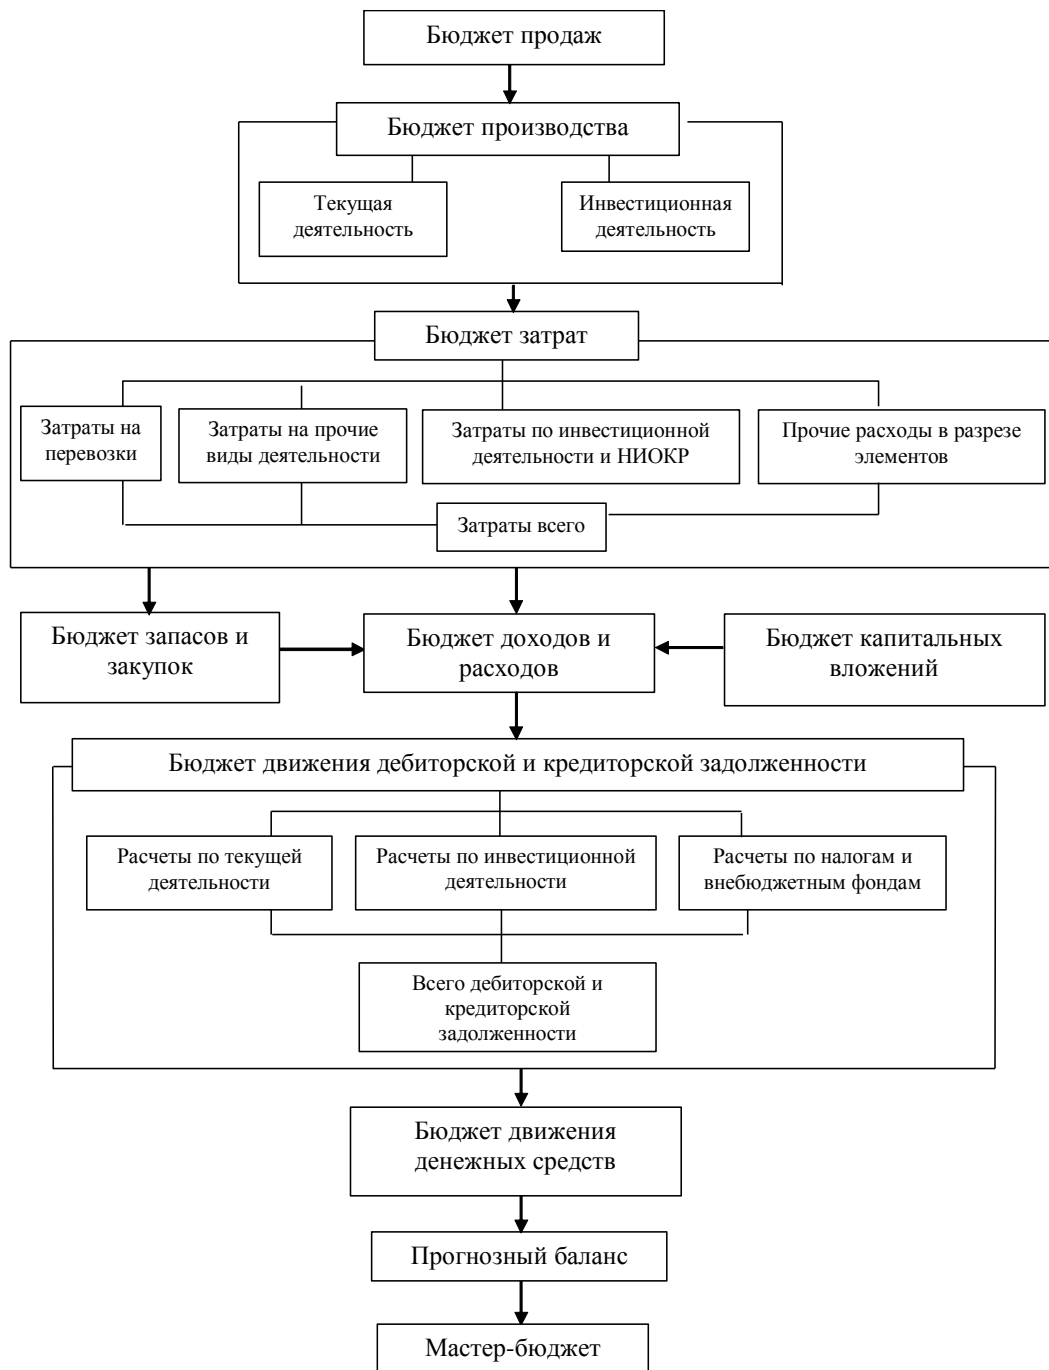 Бюджет продаж
Бюджет производства
Текущая
деятельность
Инвестиционная
деятельность
Бюджет затрат
Затраты на
перевозки
Затраты на прочие
виды деятельности
Затраты по инвестиционной
деятельности и НИОКР
Прочие расходы в разрезе
элементов
Затраты всего
Бюджет запасов и
закупок
Бюджет доходов и
расходов
Бюджет капитальных
вложений
Бюджет движения дебиторской и кредиторской задолженности
Расчеты по текущей
деятельности
Расчеты по инвестиционной
деятельности
Расчеты по налогам и
внебюджетным фондам
Всего дебиторской и
кредиторской
задолженности
Бюджет движения
денежных средств
Прогнозный баланс
Мастер-бюджет